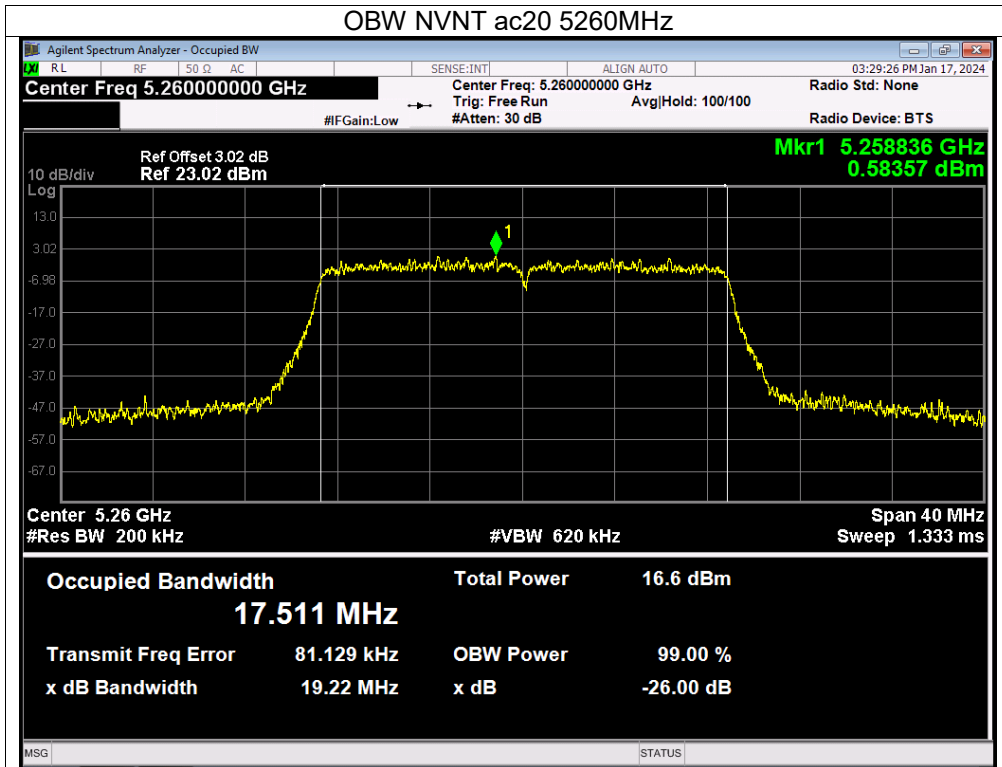 OBW NVNT ac20 5260MHz
Agilent Spectrum Analyzer - Occupied BW
LXI RL RF 50 Ω AC SENSE:INT ALIGN AUTO 03:29:26 PM Jan 17, 2024
Center Freq 5.260000000 GHz Center Freq: 5.260000000 GHz Radio Std: None
Trig: Free Run Avg|Hold: 100/100
#IFGain:Low #Atten: 30 dB Radio Device: BTS
Mkr1 5.258836 GHz
0.58357 dBm
Ref Offset 3.02 dB
10 dB/div Ref 23.02 dBm
Log
13.0
1
3.02
-6.98
-17.0
-27.0
-37.0
-47.0
-57.0
-67.0
Center 5.26 GHz Span 40 MHz
#Res BW 200 kHz #VBW 620 kHz Sweep 1.333 ms
Occupied Bandwidth Total Power 16.6 dBm
17.511 MHz
Transmit Freq Error 81.129 kHz OBW Power 99.00 %
x dB Bandwidth 19.22 MHz x dB -26.00 dB
MSG STATUS